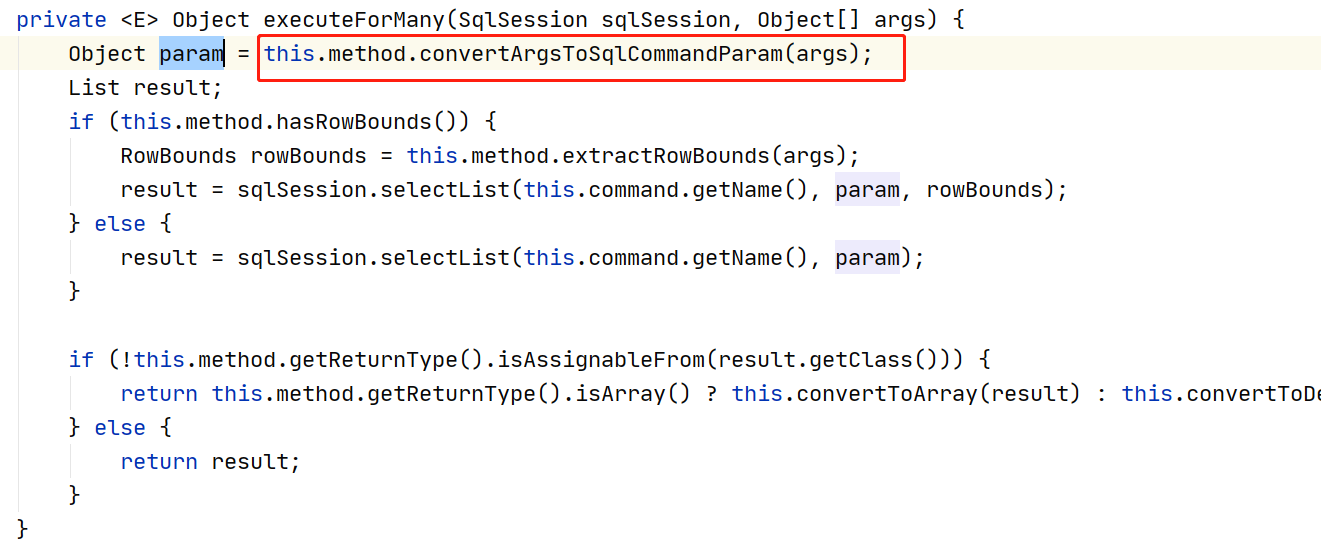 private <E> Object executeForMany(SqlSession sqlSession, Object[] args) {
    Object param = this.method.convertArgsToSqlCommandParam(args);
    List result;
    if (this.method.hasRowBounds()) {
        RowBounds rowBounds = this.method.extractRowBounds(args);
        result = sqlSession.selectList(this.command.getName(), param, rowBounds);
    } else {
        result = sqlSession.selectList(this.command.getName(), param);
    }

    if (!this.method.getReturnType().isAssignableFrom(result.getClass())) {
        return this.method.getReturnType().isArray() ? this.convertToArray(result) : this.convertToDe
    } else {
        return result;
    }
}